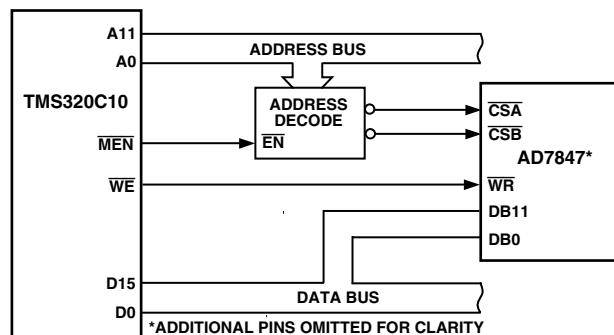 A11
ADDRESS BUS
A0
TMS320C10
ADDRESS
DECODE
CSA
CSB
MEN
EN
AD7847*
WE
WR
DB11
DB0
D15
DATA BUS
D0
*ADDITIONAL PINS OMITTED FOR CLARITY